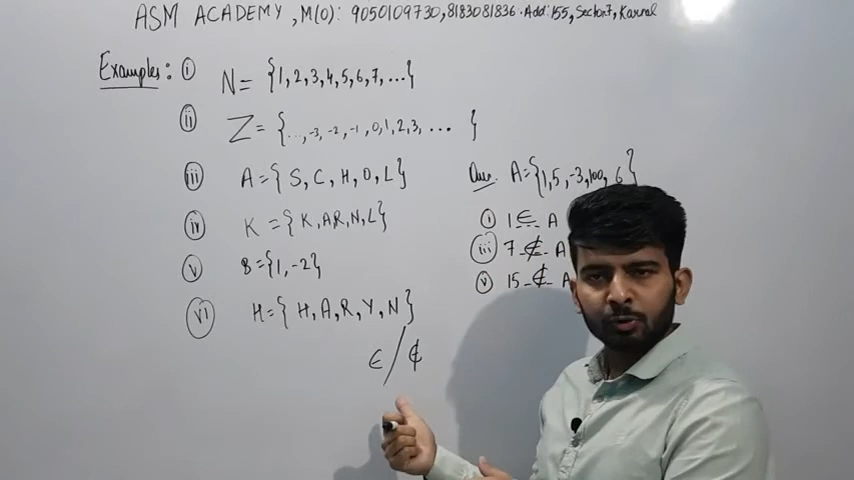 ASM ACADEMY, M(O): 9050109730, 8183081836. Add: 155, Sector 7, Karnal
Examples: (i) N = {1, 2, 3, 4, 5, 6, 7, ...}
(ii) Z = {..., -3, -2, -1, 0, 1, 2, 3, ... }
(iii) A = { S, C, H, O, L}
(iv) K = {K, AR, N, L}
(v) B = {1, -2}
(vi) H = { H, A, R, Y, N}
∈ / ∉
Que. A = {1, 5, -3, 100, 6}
(i) 1 ∈ A
(iii) 7 ∉ A
(v) 15 ∉ A